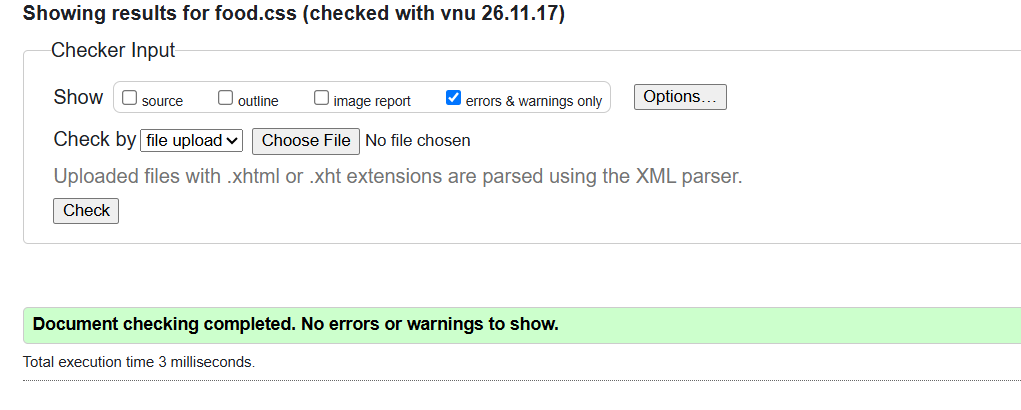 Showing results for food.css (checked with vnu 26.11.17)
Checker Input
Show source outline image report errors & warnings only Options...
Check by file upload Choose File No file chosen
Uploaded files with .xhtml or .xht extensions are parsed using the XML parser.
Check
Document checking completed. No errors or warnings to show.
Total execution time 3 milliseconds.